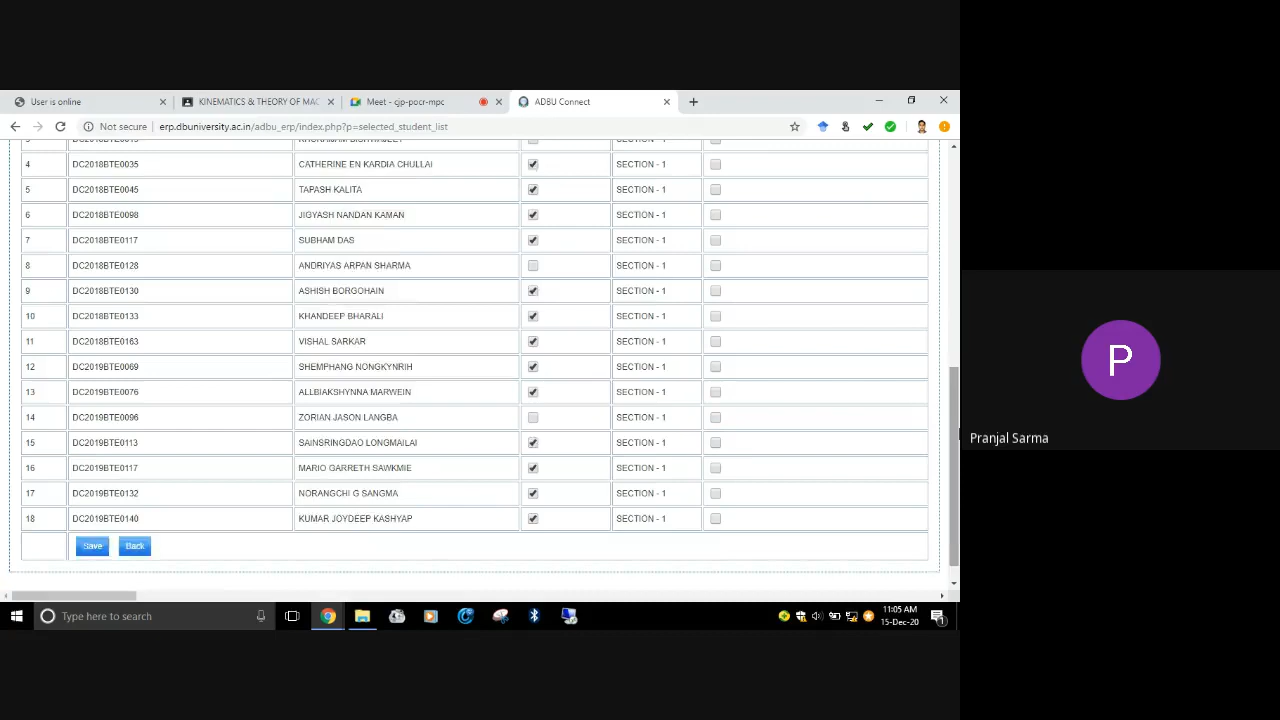 User is online
KINEMATICS & THEORY OF MAC
Meet - cjp-pocr-mpc
ADBU Connect
Not secure erp.dbuniversity.ac.in/adbu_erp/index.php?p=selected_student_list
4 DC2018BTE0035 CATHERINE EN KARDIA CHULLAI SECTION - 1
5 DC2018BTE0045 TAPASH KALITA SECTION - 1
6 DC2018BTE0098 JIGYASH NANDAN KAMAN SECTION - 1
7 DC2018BTE0117 SUBHAM DAS SECTION - 1
8 DC2018BTE0128 ANDRIYAS ARPAN SHARMA SECTION - 1
9 DC2018BTE0130 ASHISH BORGOHAIN SECTION - 1
10 DC2018BTE0133 KHANDEEP BHARALI SECTION - 1
11 DC2018BTE0163 VISHAL SARKAR SECTION - 1
12 DC2019BTE0069 SHEMPHANG NONGKYNRIH SECTION - 1
13 DC2019BTE0076 ALLBIAKSHYNNA MARWEIN SECTION - 1
14 DC2019BTE0096 ZORIAN JASON LANGBA SECTION - 1
15 DC2019BTE0113 SAINSRINGDAO LONGMAILAI SECTION - 1
16 DC2019BTE0117 MARIO GARRETH SAWKMIE SECTION - 1
17 DC2019BTE0132 NORANGCHI G SANGMA SECTION - 1
18 DC2019BTE0140 KUMAR JOYDEEP KASHYAP SECTION - 1
Save Back
Type here to search
11:05 AM
15-Dec-20
1
P
Pranjal Sarma